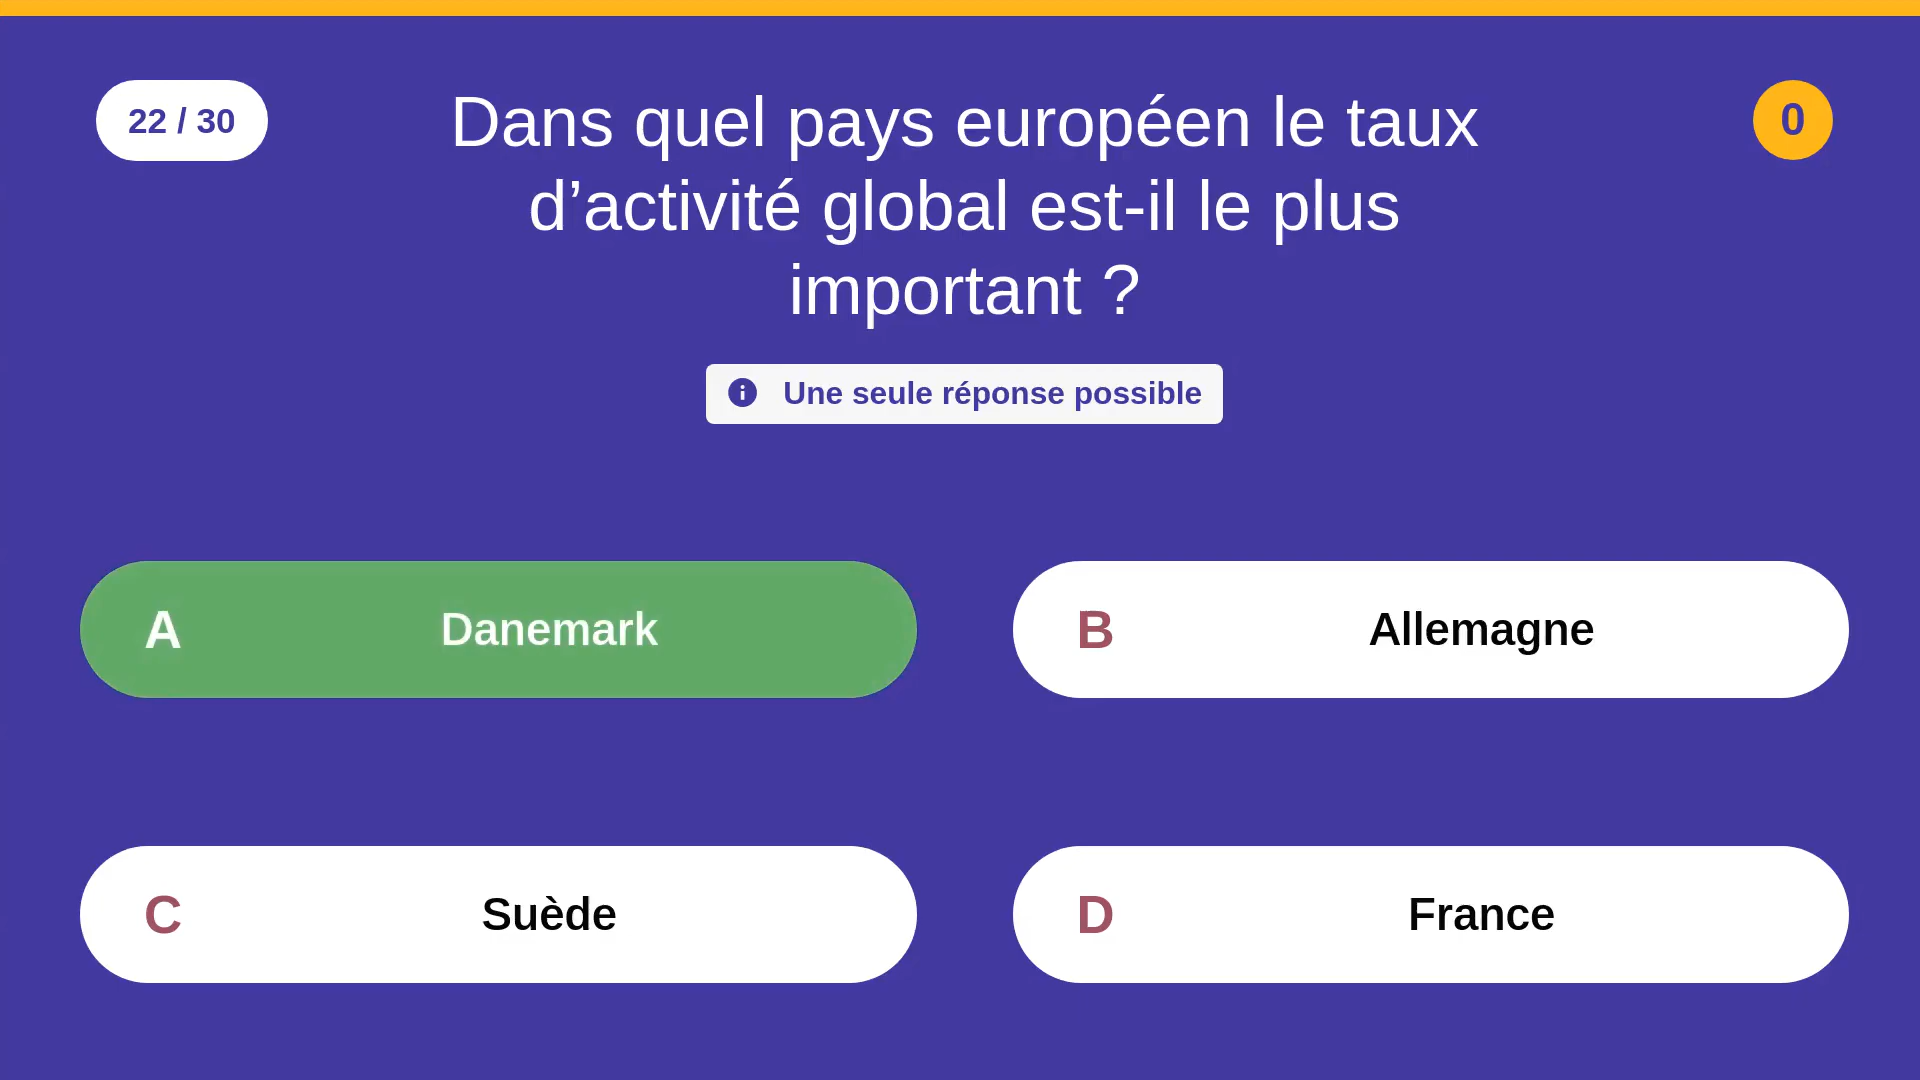 22 / 30
Dans quel pays européen le taux
d’activité global est-il le plus
important ?
0
Une seule réponse possible
A Danemark
B Allemagne
C Suède
D France